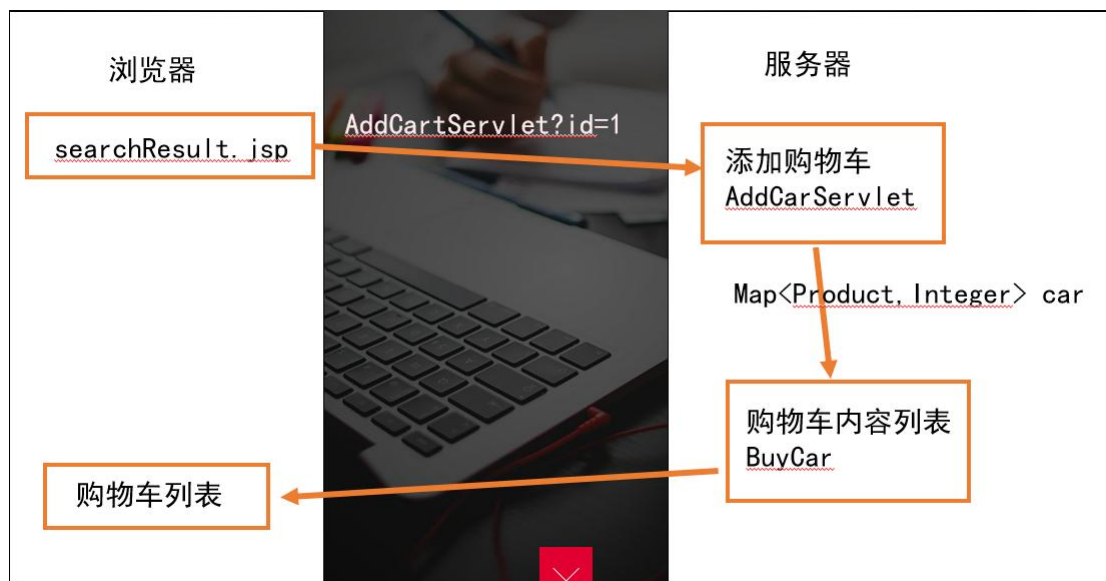 浏览器
服务器
searchResult.jsp
AddCartServlet?id=1
添加购物车
AddCarServlet
Map<Product,Integer> car
购物车内容列表
BuyCar
购物车列表